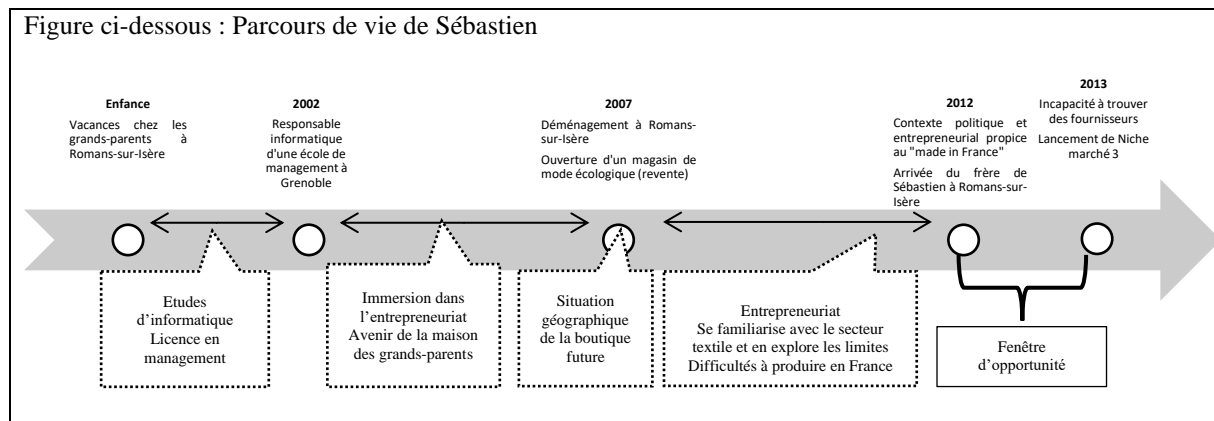 Figure ci-dessous : Parcours de vie de Sébastien
Enfance
Vacances chez les
grands-parents à
Romans-sur-Isère
2002
Responsable
informatique
d'une école de
management à
Grenoble
2007
Déménagement à Romans-
sur-Isère
Ouverture d'un magasin de
mode écologique (revente)
2012
Contexte politique et
entrepreneurial propice
au "made in France"
Arrivée du frère de
Sébastien à Romans-sur-
Isère
2013
Incapacité à trouver
des fournisseurs
Lancement de Niche
marché 3
Etudes
d'informatique
Licence en
management
Immersion dans
l'entrepreneuriat
Avenir de la maison
des grands-parents
Situation
géographique
de la boutique
future
Entrepreneuriat
Se familiarise avec le secteur
textile et en explore les limites
Difficultés à produire en France
Fenêtre
d'opportunité